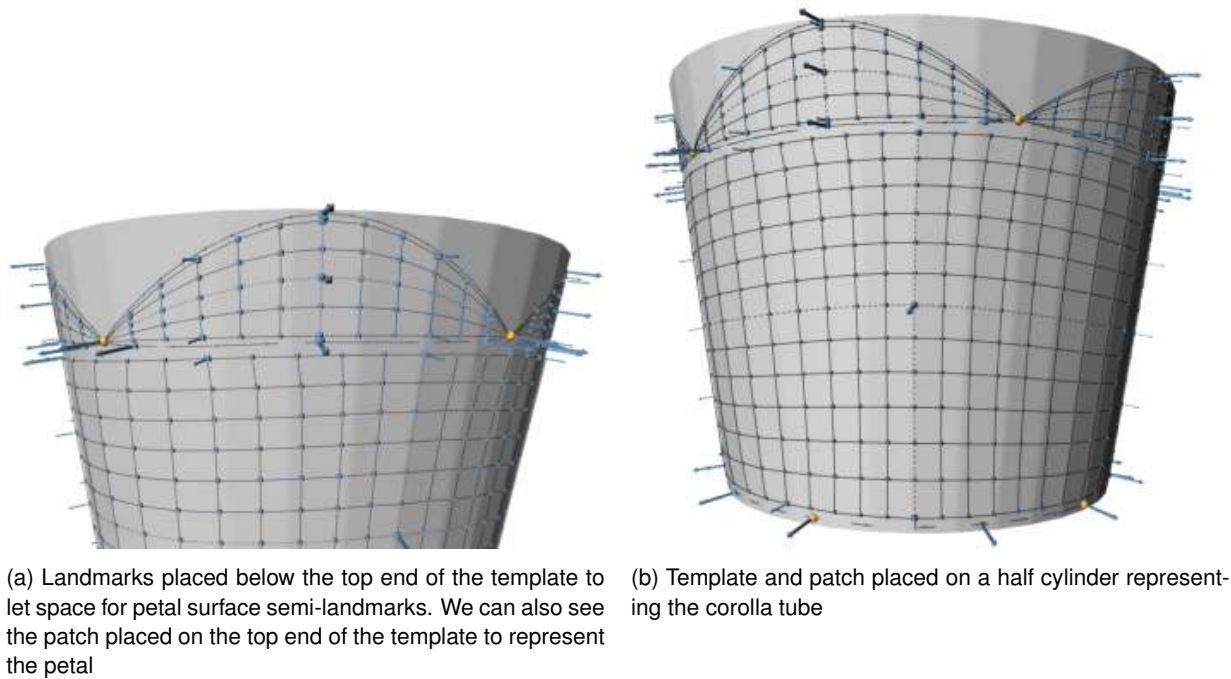 (a) Landmarks placed below the top end of the template to
let space for petal surface semi-landmarks. We can also see
the patch placed on the top end of the template to represent
the petal
(b) Template and patch placed on a half cylinder represent-
ing the corolla tube